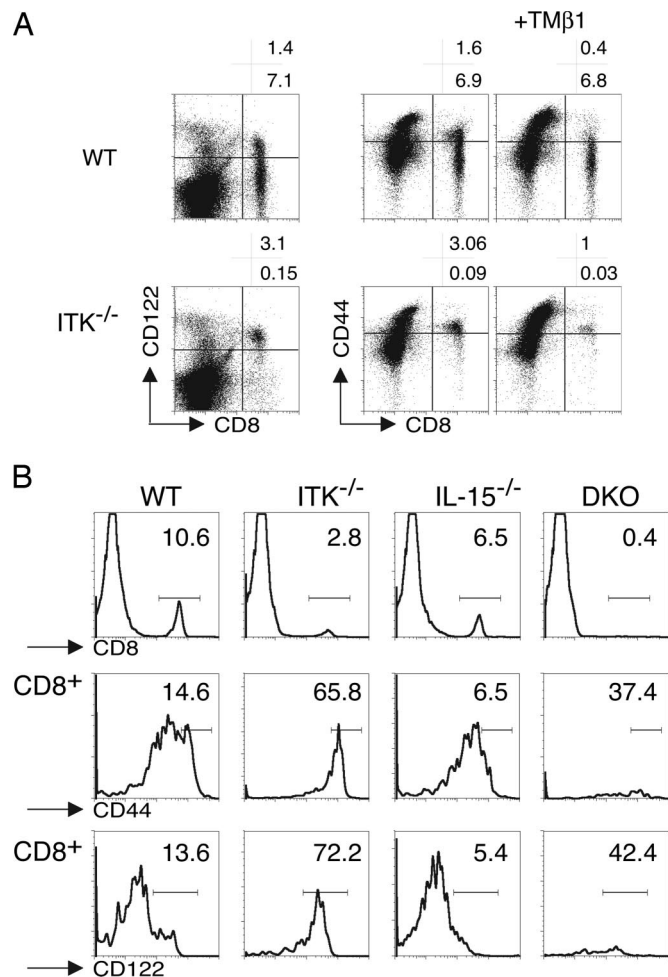 A
+TMβ1
1.4
7.1
1.6
6.9
0.4
6.8
WT
3.1
0.15
3.06
0.09
1
0.03
ITK-/-
CD122
CD8
CD44
CD8
B
WT ITK-/- IL-15-/- DKO
10.6 2.8 6.5 0.4
CD8
CD8+
14.6 65.8 6.5 37.4
CD44
CD8+
13.6 72.2 5.4 42.4
CD122